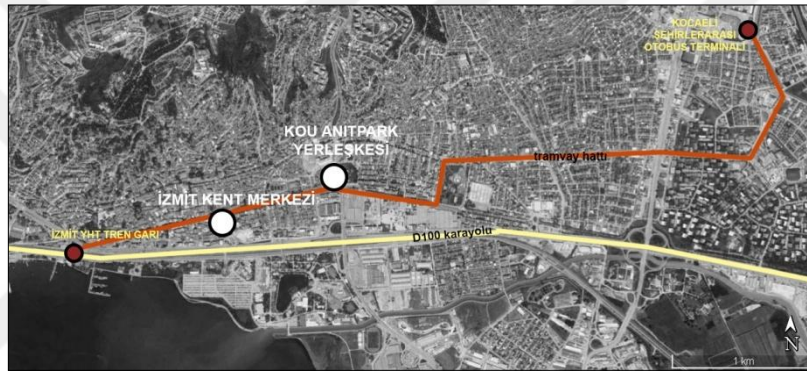 KOCAELİ
ŞEHİRLERARASI
OTOBÜS TERMİNALİ
KOU ANITPARK
YERLEŞKESİ
tramvay hattı
İZMİT KENT MERKEZİ
İZMİT YHT TREN GARI
D100 karayolu
N
1 km